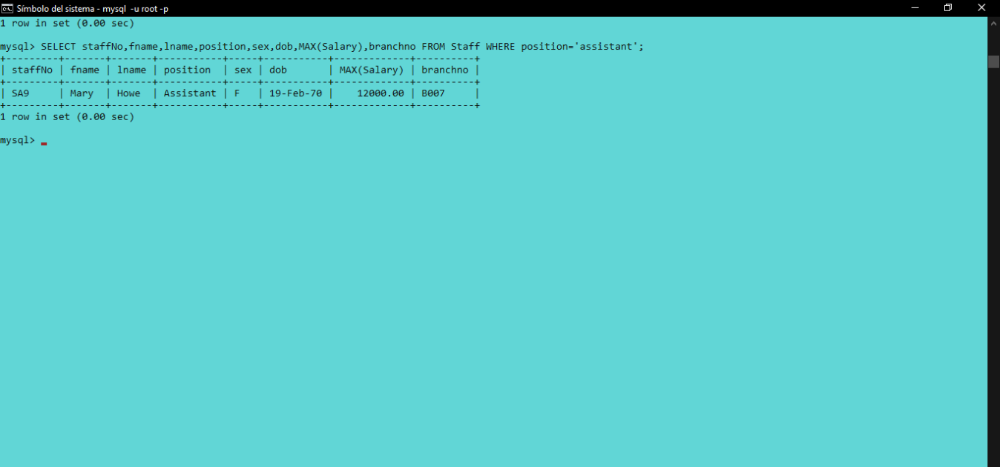 Símbolo del sistema - mysql -u root -p
1 row in set (0.00 sec)
mysql> SELECT staffNo,fname,lname,position,sex,dob,MAX(Salary),branchno FROM Staff WHERE position='assistant';
+---------+-------+-------+-----------+-----+-----------+-------------+----------+
| staffNo | fname | lname | position  | sex | dob       | MAX(Salary) | branchno |
+---------+-------+-------+-----------+-----+-----------+-------------+----------+
| SA9     | Mary  | Howe  | Assistant | F   | 19-Feb-70 |    12000.00 | B007     |
+---------+-------+-------+-----------+-----+-----------+-------------+----------+
1 row in set (0.00 sec)
mysql>